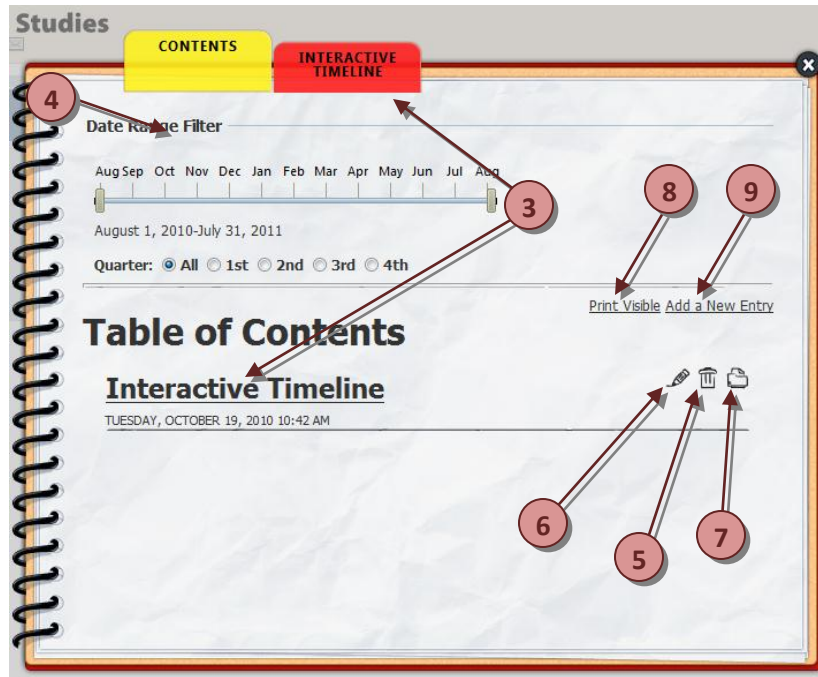 Studies
CONTENTS
INTERACTIVE
TIMELINE
4
Date Range Filter
Aug Sep Oct Nov Dec Jan Feb Mar Apr May Jun Jul Aug
8
9
3
August 1, 2010-July 31, 2011
Quarter: All 1st 2nd 3rd 4th
Print Visible Add a New Entry
Table of Contents
Interactive Timeline
TUESDAY, OCTOBER 19, 2010 10:42 AM
6
5
7